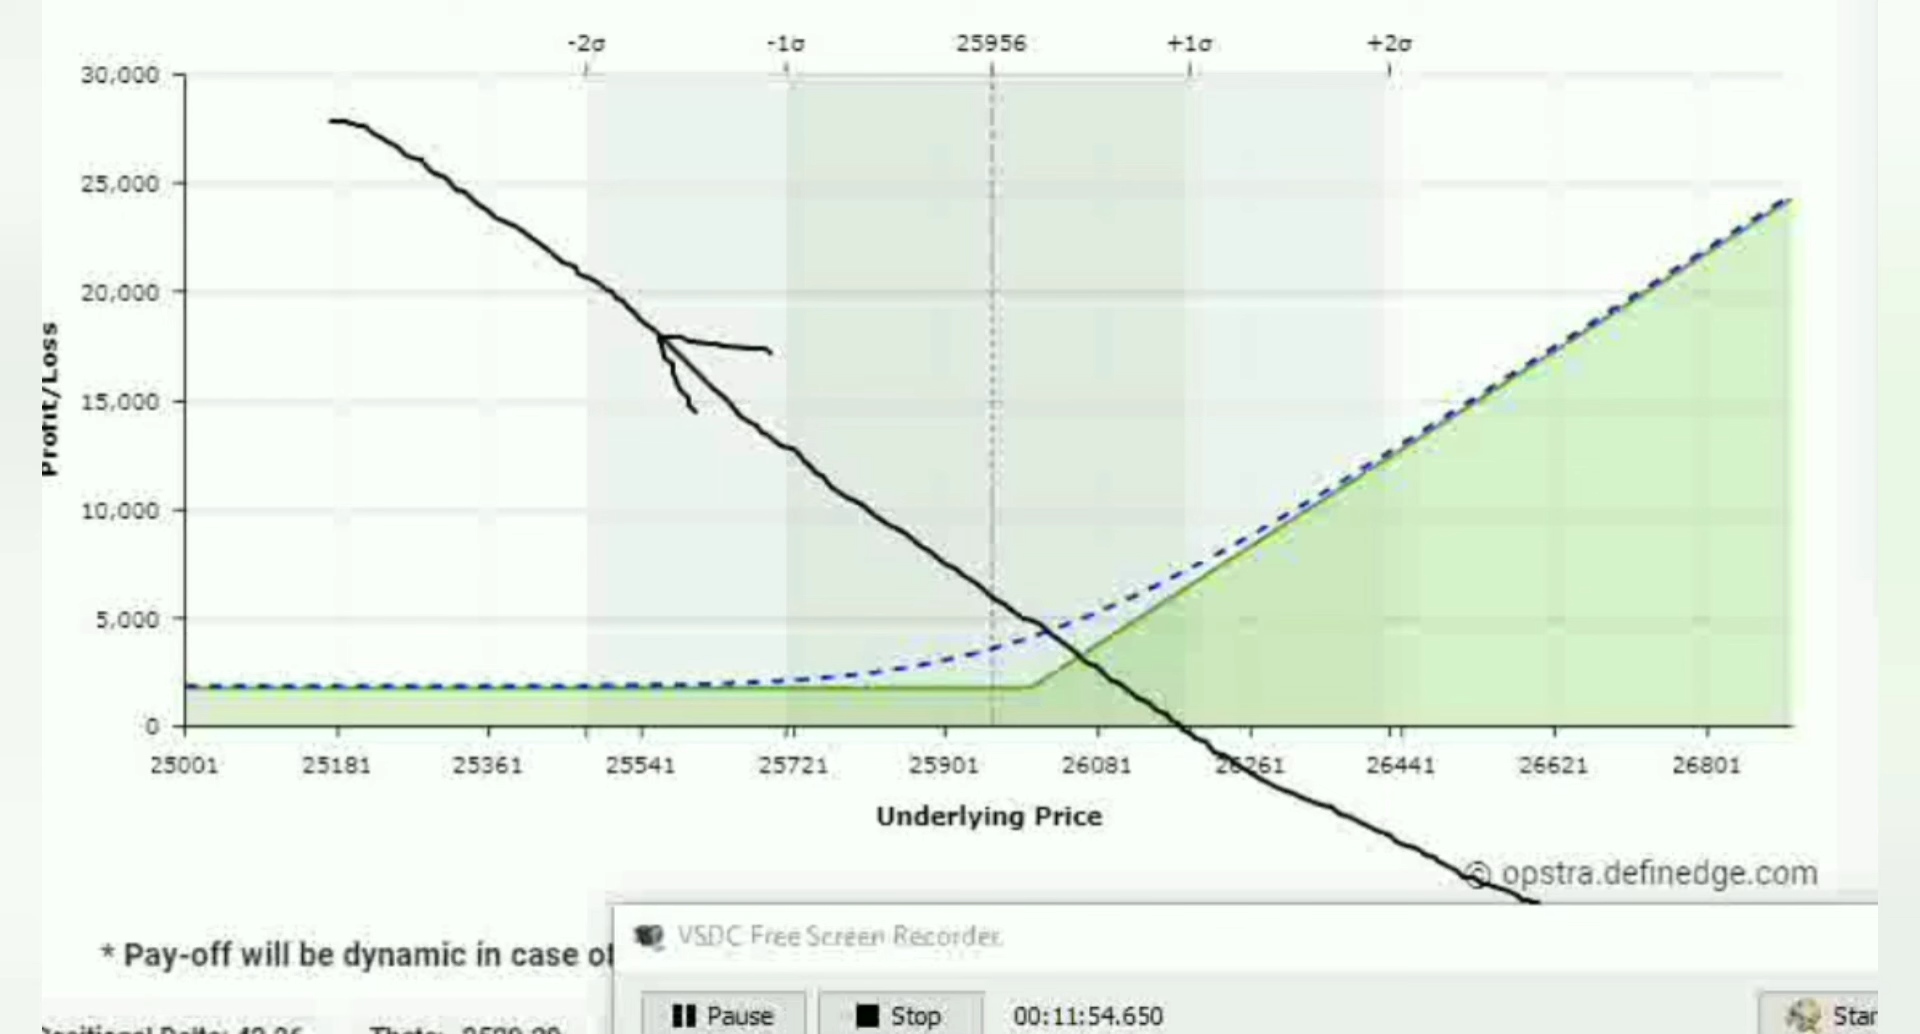 -2σ -1σ 25956 +1σ +2σ
30,000
25,000
20,000
15,000
10,000
5,000
0
Profit/Loss
25001 25181 25361 25541 25721 25901 26081 26261 26441 26621 26801
Underlying Price
© opstra.definedge.com
* Pay-off will be dynamic in case of
VSDC Free Screen Recorder
Pause Stop 00:11:54.650 Star